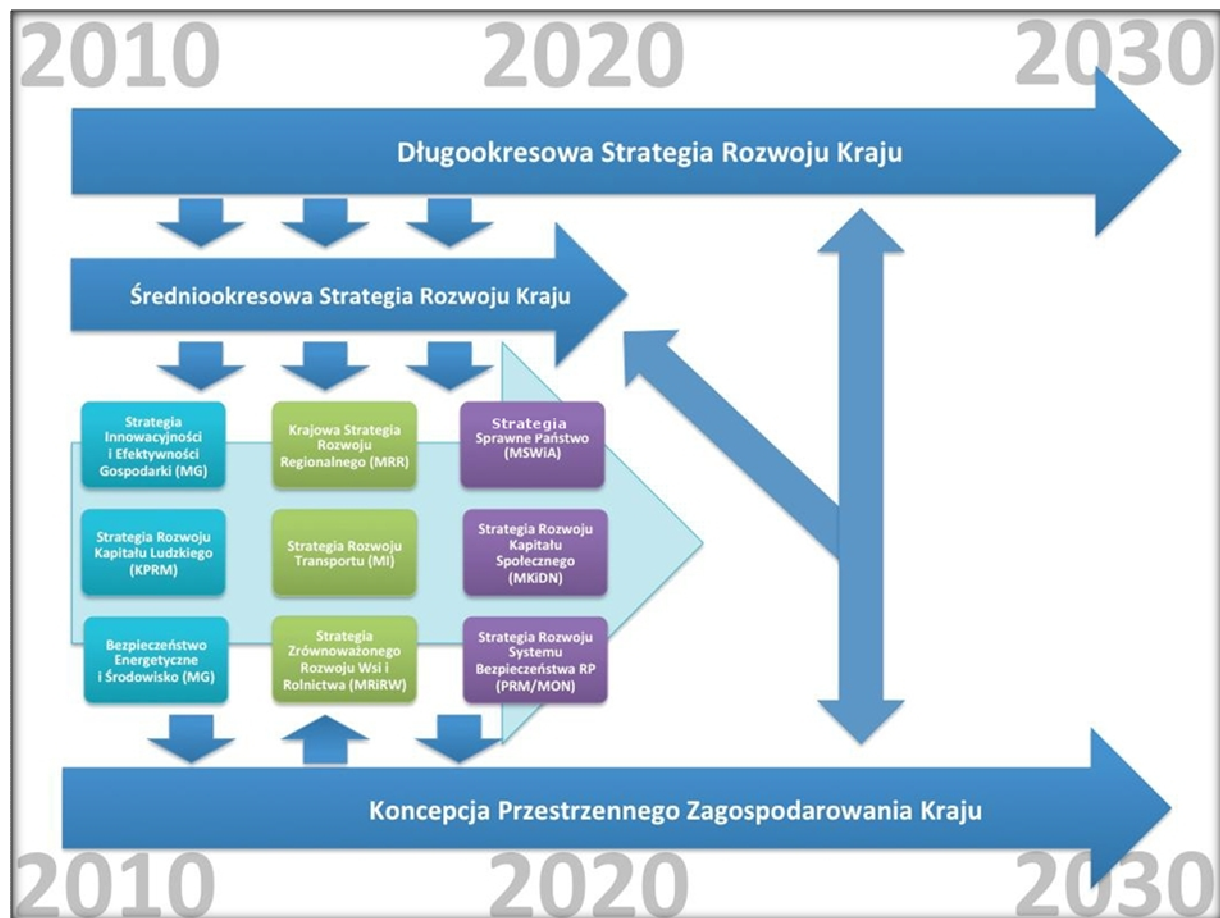 2010 2020 2030
Długookresowa Strategia Rozwoju Kraju
Średniookresowa Strategia Rozwoju Kraju
Strategia
Innowacyjności
i Efektywności
Gospodarki (MG)
Krajowa Strategia
Rozwoju
Regionalnego (MRR)
Strategia
Sprawne Państwo
(MSWiA)
Strategia Rozwoju
Kapitału Ludzkiego
(KPRM)
Strategia Rozwoju
Transportu (MI)
Strategia Rozwoju
Kapitału
Społecznego
(MKiDN)
Bezpieczeństwo
Energetyczne
i Środowisko (MG)
Strategia
Zrównoważonego
Rozwoju Wsi i
Rolnictwa (MRiRW)
Strategia Rozwoju
Systemu
Bezpieczeństwa RP
(PRM/MON)
Koncepcja Przestrzennego Zagospodarowania Kraju
2010 2020 2030